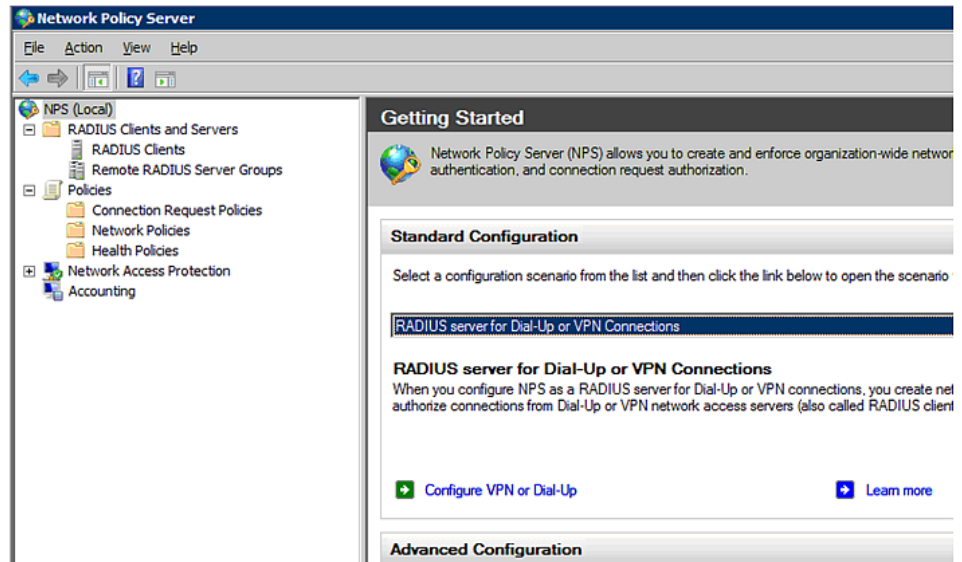 Network Policy Server
File Action View Help
NPS (Local)
RADIUS Clients and Servers
RADIUS Clients
Remote RADIUS Server Groups
Policies
Connection Request Policies
Network Policies
Health Policies
Network Access Protection
Accounting
Getting Started
Network Policy Server (NPS) allows you to create and enforce organization-wide networ
authentication, and connection request authorization.
Standard Configuration
Select a configuration scenario from the list and then click the link below to open the scenario
RADIUS server for Dial-Up or VPN Connections
RADIUS server for Dial-Up or VPN Connections
When you configure NPS as a RADIUS server for Dial-Up or VPN connections, you create net
authorize connections from Dial-Up or VPN network access servers (also called RADIUS client
Configure VPN or Dial-Up Learn more
Advanced Configuration